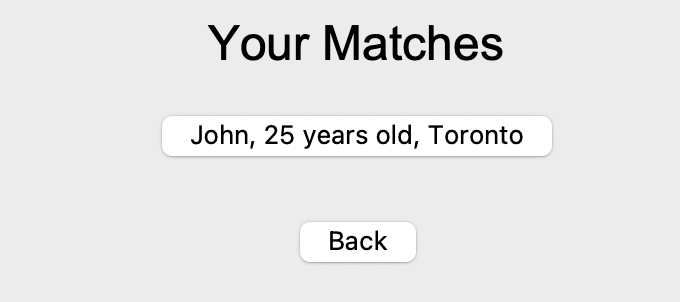 Your Matches
John, 25 years old, Toronto
Back